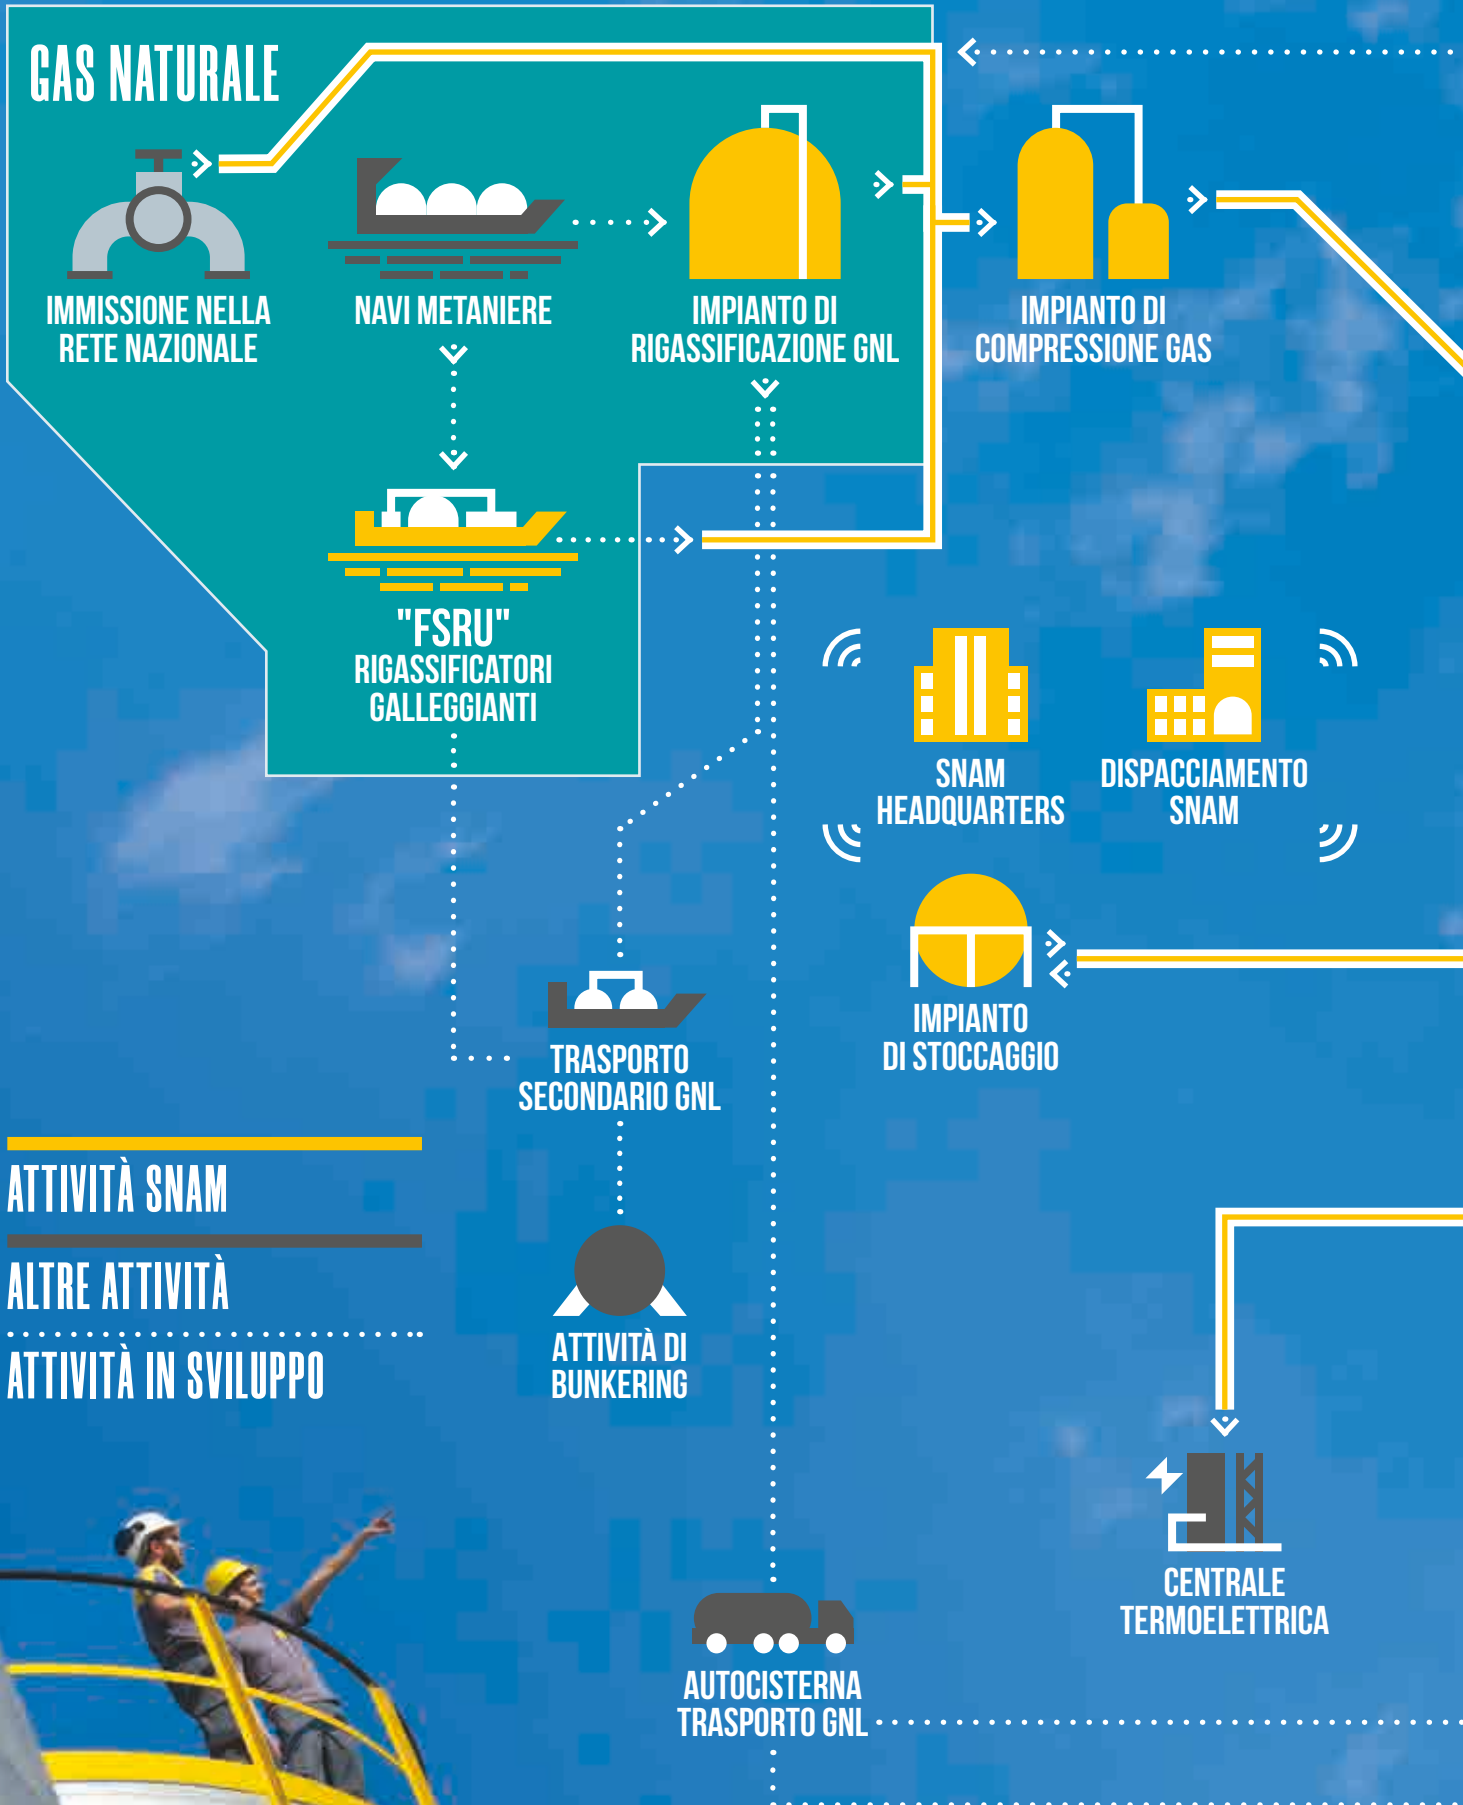 GAS NATURALE
IMMISSIONE NELLA
RETE NAZIONALE
NAVI METANIERE
IMPIANTO DI
RIGASSIFICAZIONE GNL
IMPIANTO DI
COMPRESSIONE GAS
"FSRU"
RIGASSIFICATORI
GALLEGGIANTI
SNAM
HEADQUARTERS
DISPACCIAMENTO
SNAM
IMPIANTO
DI STOCCAGGIO
TRASPORTO
SECONDARIO GNL
ATTIVITÀ SNAM
ALTRE ATTIVITÀ
ATTIVITÀ IN SVILUPPO
ATTIVITÀ DI
BUNKERING
CENTRALE
TERMOELETTRICA
AUTOCISTERNA
TRASPORTO GNL